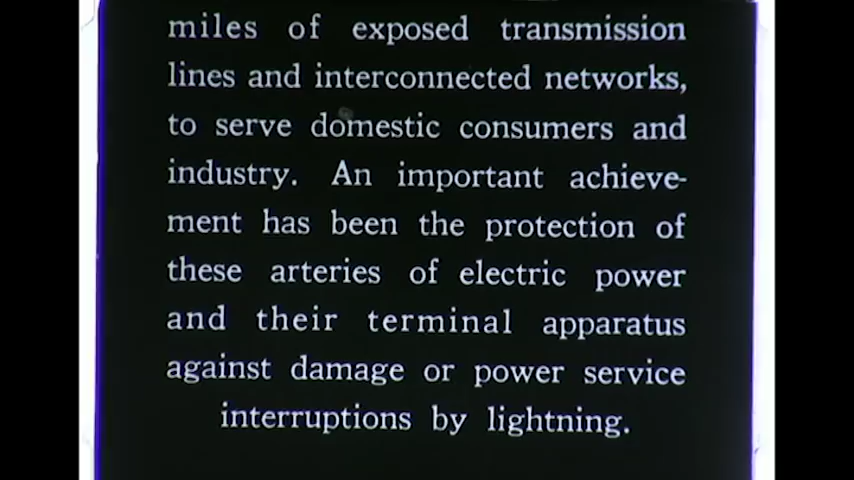 miles of exposed transmission
lines and interconnected networks,
to serve domestic consumers and
industry. An important achieve-
ment has been the protection of
these arteries of electric power
and their terminal apparatus
against damage or power service
interruptions by lightning.